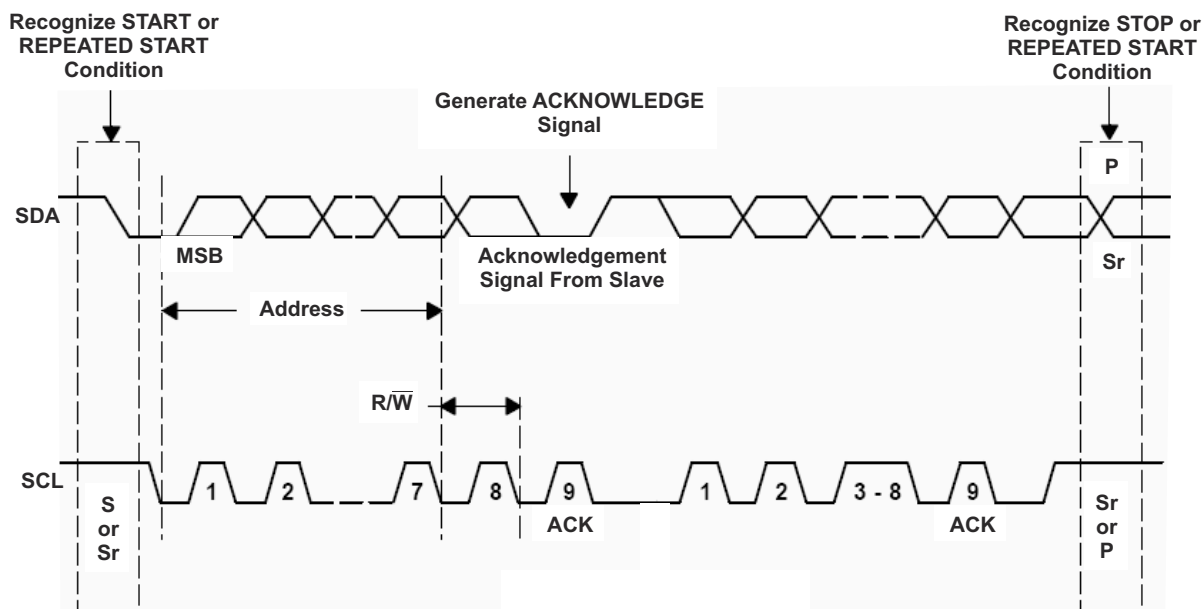 Recognize START or
REPEATED START
Condition
Recognize STOP or
REPEATED START
Condition
Generate ACKNOWLEDGE
Signal
P
SDA
MSB
Acknowledgement
Signal From Slave
Sr
Address
R/W̅
SCL
1
2
7
8
9
1
2
3 - 8
9
S
or
Sr
ACK
ACK
Sr
or
P